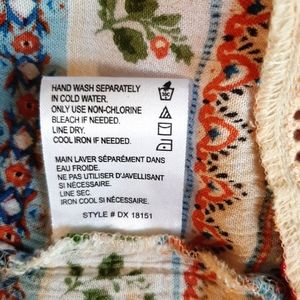 HAND WASH SEPARATELY
IN COLD WATER.
ONLY USE NON-CHLORINE
BLEACH IF NEEDED.
LINE DRY.
COOL IRON IF NEEDED.
MAIN LAVER SÉPARÉMENT DANS
EAU FROIDE.
NE PAS UTILISER D'JAVELLISANT
SI NÉCESSAIRE.
LINE SEC.
IRON COOL SI NÉCESSAIRE.
STYLE # DX 18151